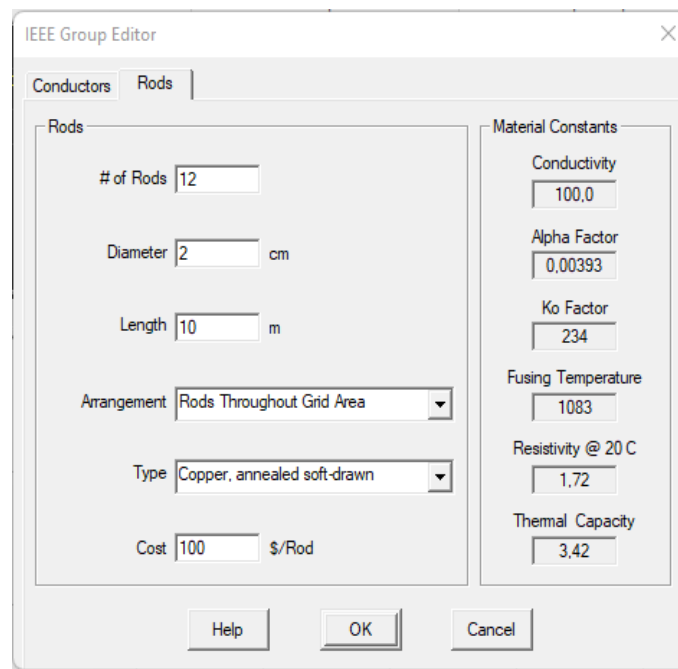 IEEE Group Editor
Conductors
Rods
Rods
# of Rods 12
Diameter 2 cm
Length 10 m
Arrangement Rods Throughout Grid Area
Type Copper, annealed soft-drawn
Cost 100 $/Rod
Material Constants
Conductivity
100,0
Alpha Factor
0,00393
Ko Factor
234
Fusing Temperature
1083
Resistivity @ 20 C
1,72
Thermal Capacity
3,42
Help
OK
Cancel